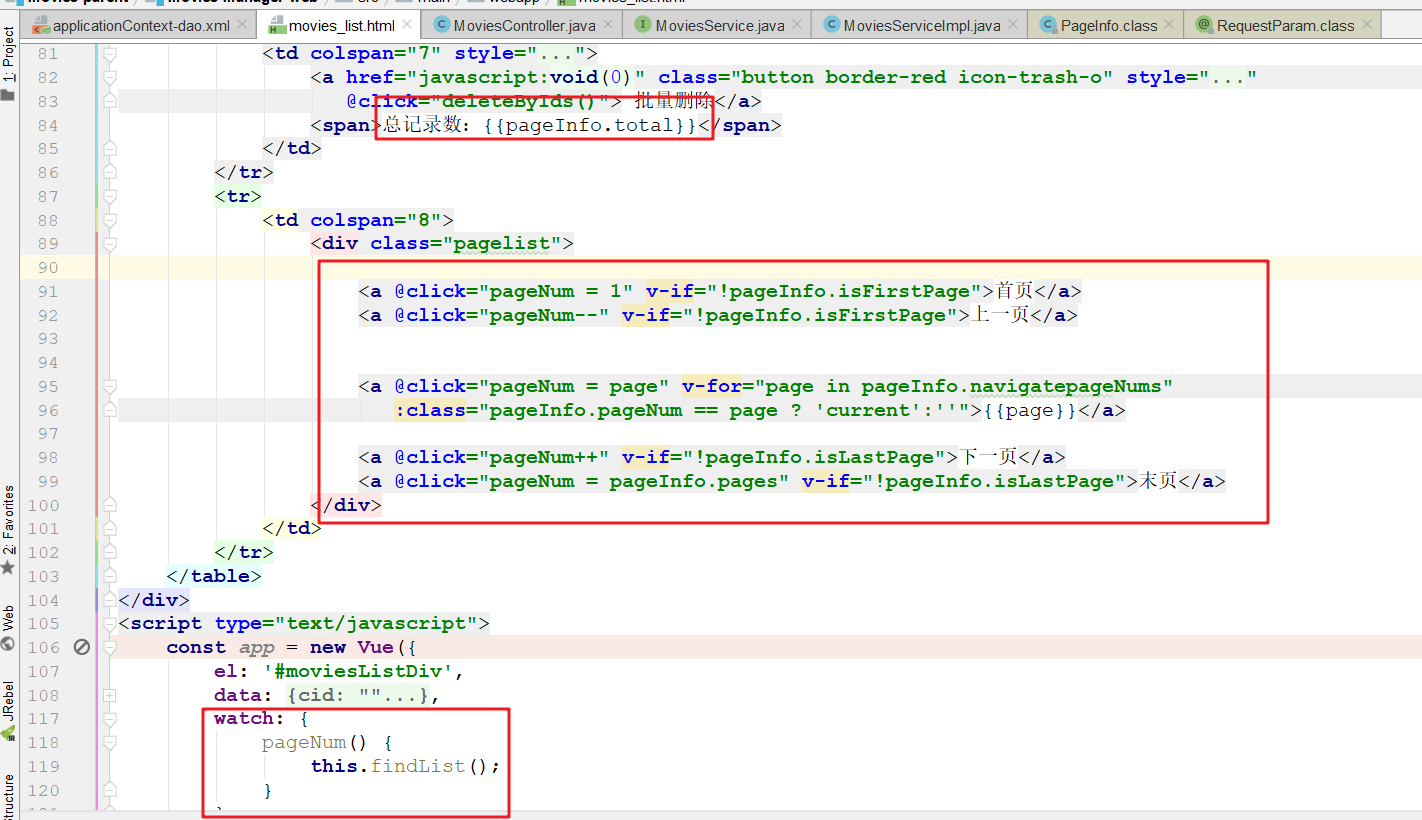 applicationContext-dao.xml movies_list.html MoviesController.java MoviesService.java MoviesServiceImpl.java PageInfo.class RequestParam.class
1: Project
2: Favorites
Web
JRebel
81 <td colspan="7" style="...">
82 <a href="javascript:void(0)" class="button border-red icon-trash-o" style="..."
83 @click="deleteByIds()"> 批量删除</a>
84 <span>总记录数：{{pageInfo.total}}</span>
85 </td>
86 </tr>
87 <tr>
88 <td colspan="8">
89 <div class="pagelist">
90
91 <a @click="pageNum = 1" v-if="!pageInfo.isFirstPage">首页</a>
92 <a @click="pageNum--" v-if="!pageInfo.isFirstPage">上一页</a>
93
94
95 <a @click="pageNum = page" v-for="page in pageInfo.navigatepageNums"
96 :class="pageInfo.pageNum == page ? 'current':''">{{page}}</a>
97
98 <a @click="pageNum++" v-if="!pageInfo.isLastPage">下一页</a>
99 <a @click="pageNum = pageInfo.pages" v-if="!pageInfo.isLastPage">末页</a>
100 </div>
101 </td>
102 </tr>
103 </table>
104 </div>
105 <script type="text/javascript">
106 const app = new Vue({
107 el: '#moviesListDiv',
108 data: {cid: ""...},
117 watch: {
118 pageNum() {
119 this.findList();
120 }